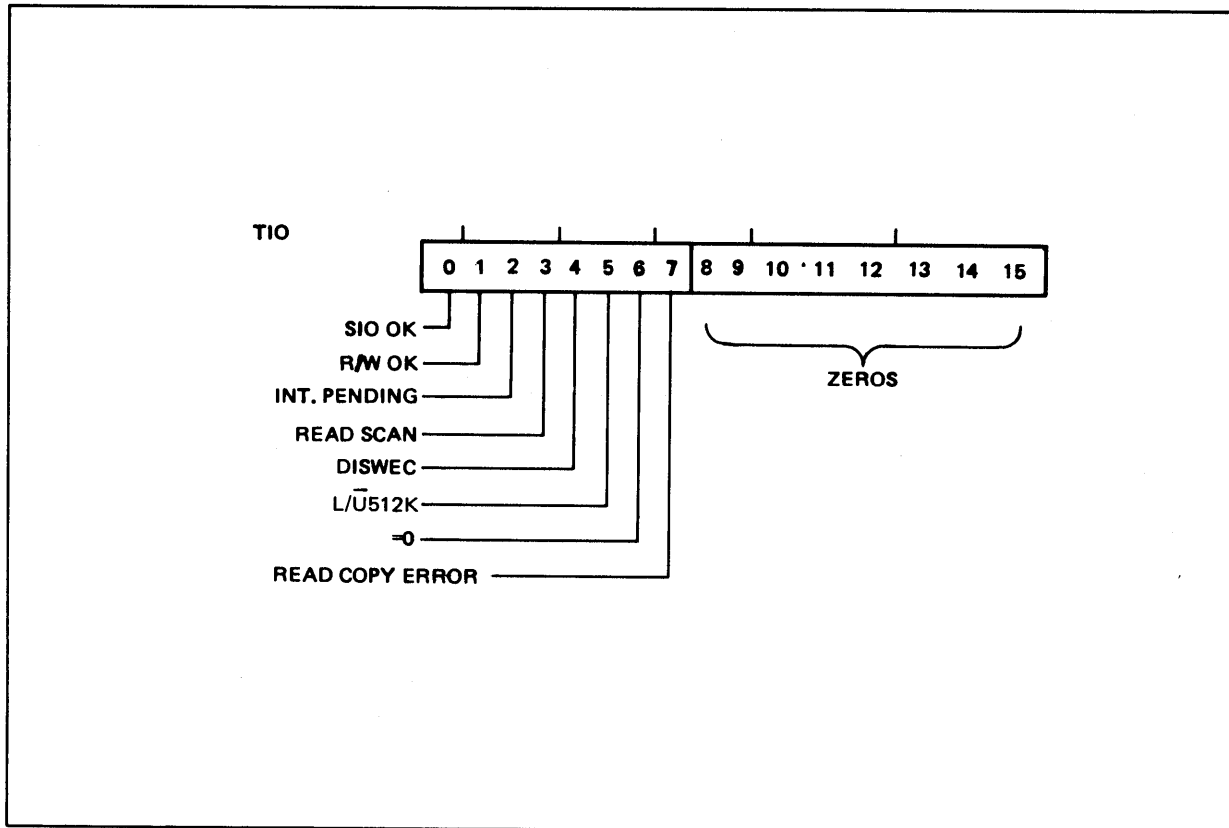 TIO
0 1 2 3 4 5 6 7 8 9 10 11 12 13 14 15
SIO OK
R/W OK
INT. PENDING
READ SCAN
DISWEC
L/U̅512K
=0
READ COPY ERROR
ZEROS